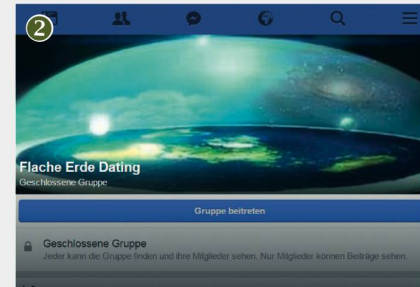 2
Flache Erde Dating
Geschlossene Gruppe
Gruppe beitreten
Geschlossene Gruppe
Jeder kann die Gruppe finden und ihre Mitglieder sehen. Nur Mitglieder können Beiträge sehen.